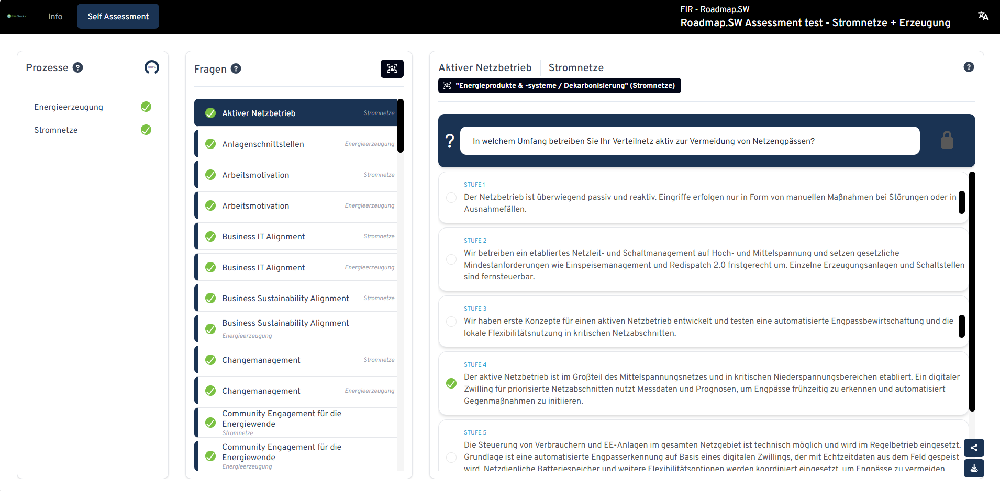 SW.Check✓
Info
Self Assessment
FIR - Roadmap.SW
Roadmap.SW Assessment test - Stromnetze + Erzeugung
Prozesse ?
100%
Energieerzeugung
Stromnetze
Fragen ?
Aktiver Netzbetrieb Stromnetze
Anlagenschnittstellen Energieerzeugung
Arbeitsmotivation Stromnetze
Arbeitsmotivation Energieerzeugung
Business IT Alignment Stromnetze
Business IT Alignment Energieerzeugung
Business Sustainability Alignment Stromnetze
Business Sustainability Alignment
Energieerzeugung
Changemanagement Stromnetze
Changemanagement Energieerzeugung
Community Engagement für die
Energiewende
Stromnetze
Community Engagement für die
Energiewende
Energieerzeugung
Aktiver Netzbetrieb Stromnetze ?
"Energieprodukte & -systeme / Dekarbonisierung" (Stromnetze)
? In welchem Umfang betreiben Sie Ihr Verteilnetz aktiv zur Vermeidung von Netzengpässen?
STUFE 1
Der Netzbetrieb ist überwiegend passiv und reaktiv. Eingriffe erfolgen nur in Form von manuellen Maßnahmen bei Störungen oder in
Ausnahmefällen.
STUFE 2
Wir betreiben ein etabliertes Netzleit- und Schaltmanagement auf Hoch- und Mittelspannung und setzen gesetzliche
Mindestanforderungen wie Einspeisemanagement und Redispatch 2.0 fristgerecht um. Einzelne Erzeugungsanlagen und Schaltstellen
sind fernsteuerbar.
STUFE 3
Wir haben erste Konzepte für einen aktiven Netzbetrieb entwickelt und testen eine automatisierte Engpassbewirtschaftung und die
lokale Flexibilitätsnutzung in kritischen Netzabschnitten.
STUFE 4
Der aktive Netzbetrieb ist im Großteil des Mittelspannungsnetzes und in kritischen Niederspannungsbereichen etabliert. Ein digitaler
Zwilling für priorisierte Netzabschnitten nutzt Messdaten und Prognosen, um Engpässe frühzeitig zu erkennen und automatisiert
Gegenmaßnahmen zu initiieren.
STUFE 5
Die Steuerung von Verbrauchern und EE-Anlagen im gesamten Netzgebiet ist technisch möglich und wird im Regelbetrieb eingesetzt.
Grundlage ist eine automatisierte Engpasserkennung auf Basis eines digitalen Zwillings, der mit Echtzeitdaten aus dem Feld gespeist
wird. Netzdienliche Batteriespeicher und weitere Flexibilitätsoptionen werden koordiniert eingesetzt, um Engpässe zu vermeiden.